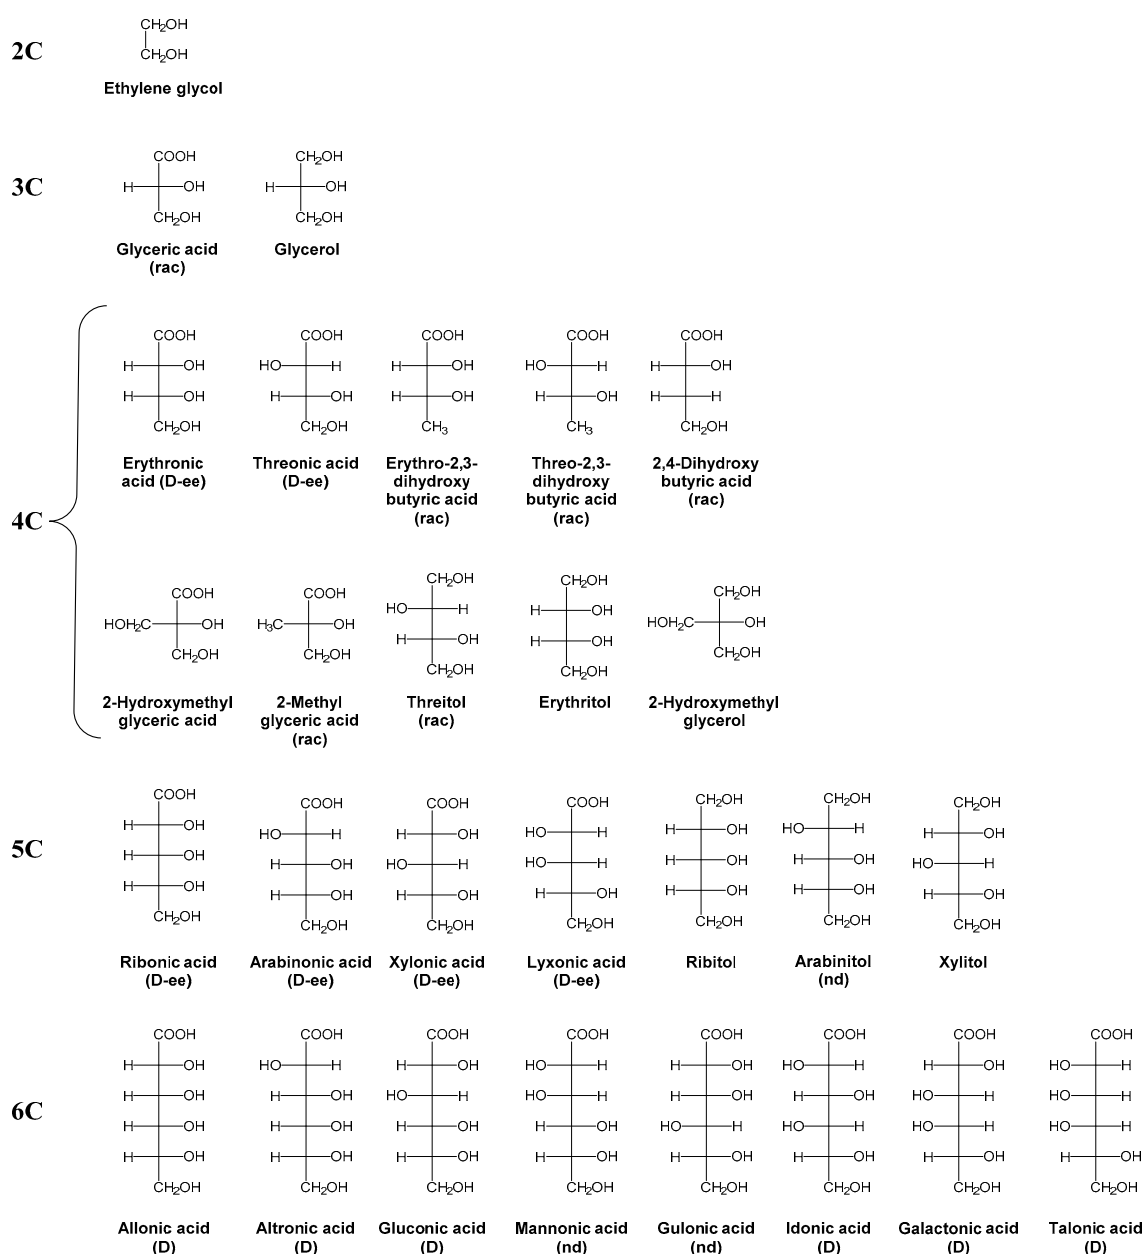 2C
CH2OH
CH2OH
Ethylene glycol
3C
COOH
H OH
CH2OH
Glyceric acid
(rac)
CH2OH
H OH
CH2OH
Glycerol
4C
COOH
H OH
H OH
CH2OH
Erythronic
acid (D-ee)
COOH
HO H
H OH
CH2OH
Threonic acid
(D-ee)
COOH
H OH
H OH
CH3
Erythro-2,3-
dihydroxy
butyric acid
(rac)
COOH
HO H
H OH
CH3
Threo-2,3-
dihydroxy
butyric acid
(rac)
COOH
H OH
H H
CH2OH
2,4-Dihydroxy
butyric acid
(rac)
COOH
HOH2C OH
CH2OH
2-Hydroxymethyl
glyceric acid
COOH
H3C OH
CH2OH
2-Methyl
glyceric acid
(rac)
CH2OH
HO H
H OH
CH2OH
Threitol
(rac)
CH2OH
H OH
H OH
CH2OH
Erythritol
CH2OH
HOH2C OH
CH2OH
2-Hydroxymethyl
glycerol
5C
COOH
H OH
H OH
H OH
CH2OH
Ribonic acid
(D-ee)
COOH
HO H
H OH
H OH
CH2OH
Arabinonic acid
(D-ee)
COOH
H OH
HO H
H OH
CH2OH
Xylonic acid
(D-ee)
COOH
HO H
HO H
H OH
CH2OH
Lyxonic acid
(D-ee)
CH2OH
H OH
H OH
H OH
CH2OH
Ribitol
CH2OH
HO H
H OH
H OH
CH2OH
Arabinitol
(nd)
CH2OH
H OH
HO H
H OH
CH2OH
Xylitol
6C
COOH
H OH
H OH
H OH
H OH
CH2OH
Allonic acid
(D)
COOH
HO H
H OH
H OH
H OH
CH2OH
Altronic acid
(D)
COOH
H OH
HO H
H OH
H OH
CH2OH
Gluconic acid
(D)
COOH
HO H
HO H
H OH
H OH
CH2OH
Mannonic acid
(nd)
COOH
H OH
H OH
HO H
H OH
CH2OH
Gulonic acid
(nd)
COOH
HO H
H OH
HO H
H OH
CH2OH
Idonic acid
(D)
COOH
H OH
HO H
HO H
H OH
CH2OH
Galactonic acid
(D)
COOH
HO H
HO H
HO H
H OH
CH2OH
Talonic acid
(D)